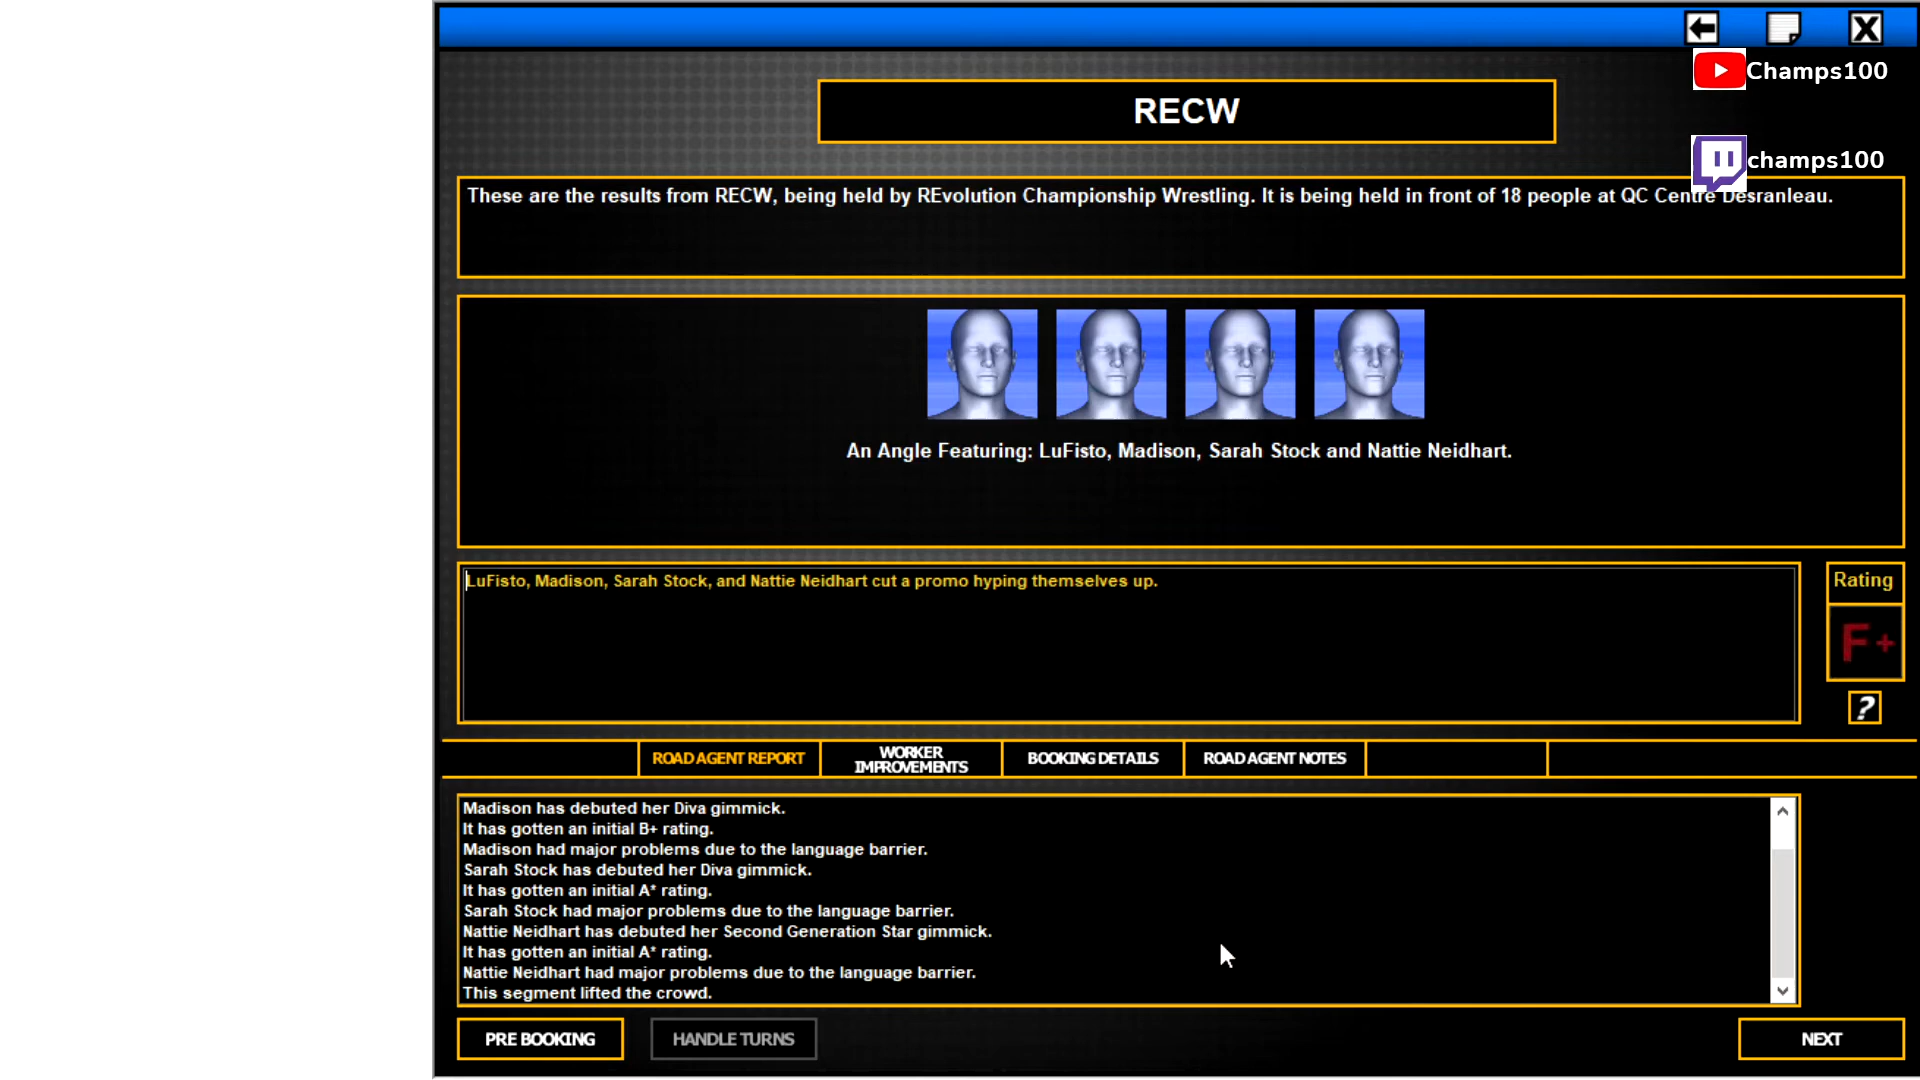 Champs100
RECW
champs100
These are the results from RECW, being held by REvolution Championship Wrestling. It is being held in front of 18 people at QC Centre Desranleau.
An Angle Featuring: LuFisto, Madison, Sarah Stock and Nattie Neidhart.
LuFisto, Madison, Sarah Stock, and Nattie Neidhart cut a promo hyping themselves up.
Rating
F+
?
ROAD AGENT REPORT
WORKER
IMPROVEMENTS
BOOKING DETAILS
ROAD AGENT NOTES
Madison has debuted her Diva gimmick.
It has gotten an initial B+ rating.
Madison had major problems due to the language barrier.
Sarah Stock has debuted her Diva gimmick.
It has gotten an initial A* rating.
Sarah Stock had major problems due to the language barrier.
Nattie Neidhart has debuted her Second Generation Star gimmick.
It has gotten an initial A* rating.
Nattie Neidhart had major problems due to the language barrier.
This segment lifted the crowd.
PRE BOOKING
HANDLE TURNS
NEXT